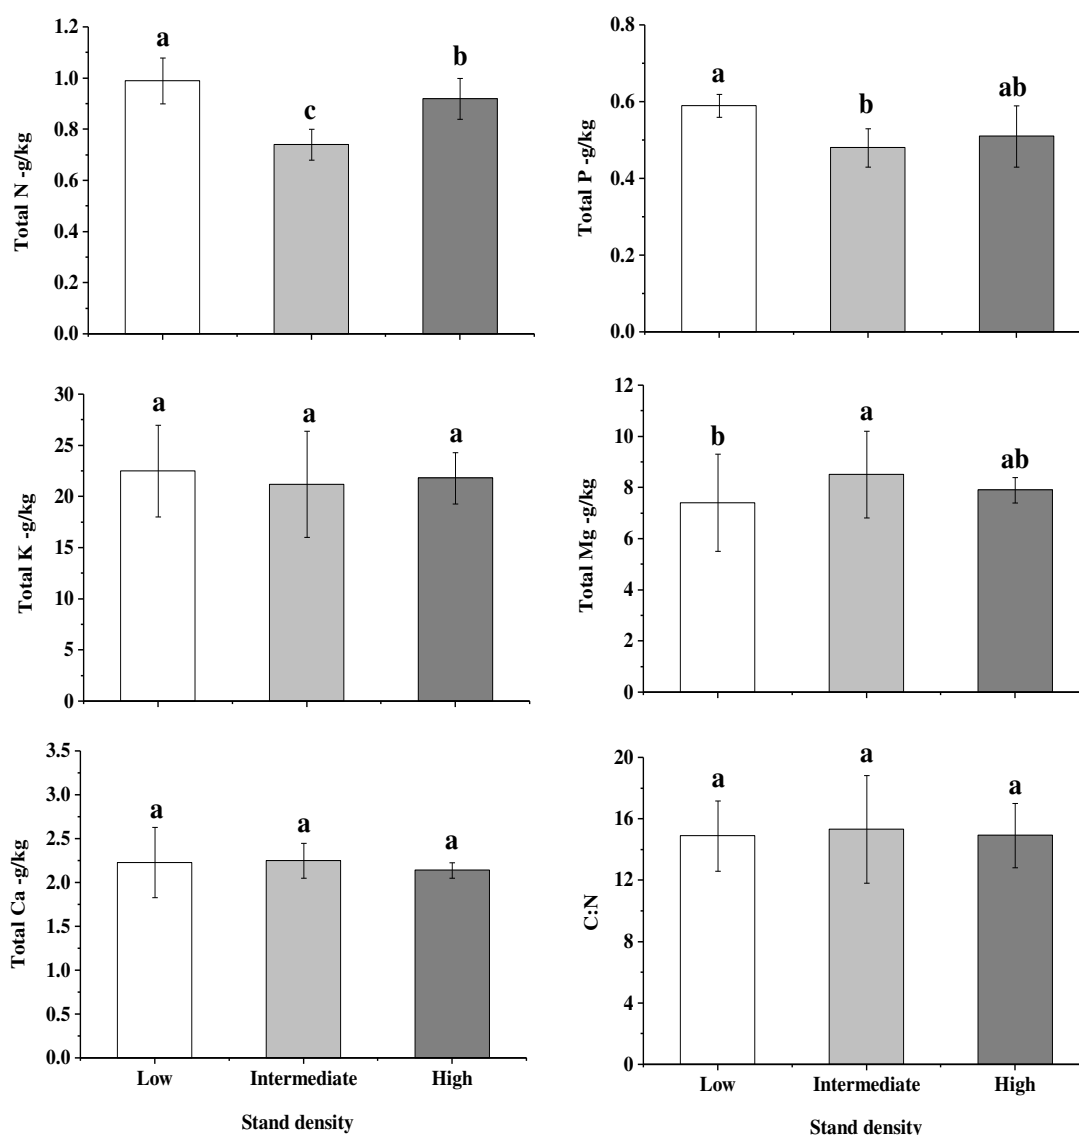 1.2
1.0
0.8
0.6
0.4
0.2
0.0
Total N -g/kg
a
c
b
0.8
0.6
0.4
0.2
0.0
Total P -g/kg
a
b
ab
30
25
20
15
10
5
0
Total K -g/kg
a
a
a
12
10
8
6
4
2
0
Total Mg -g/kg
b
a
ab
3.5
3.0
2.5
2.0
1.5
1.0
0.5
0.0
Total Ca -g/kg
a
a
a
Low Intermediate High
Stand density
20
16
12
8
4
0
C:N
a
a
a
Low Intermediate High
Stand density